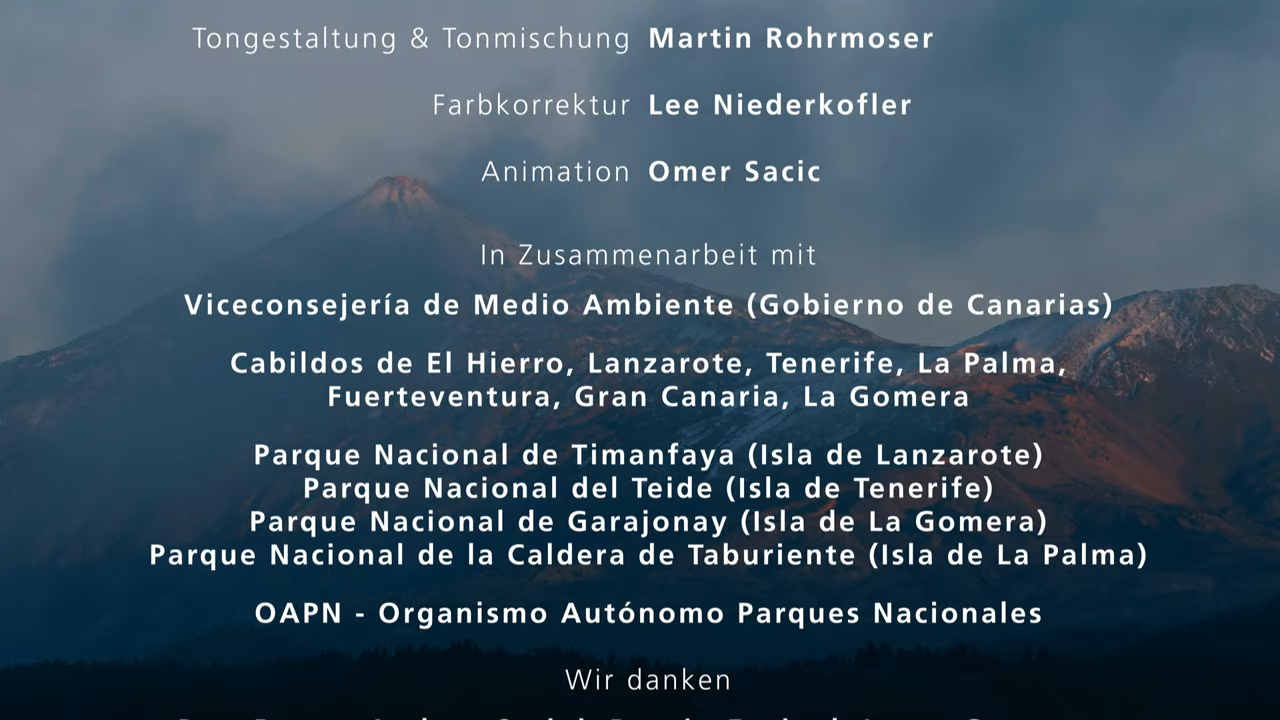 Tongestaltung & Tonmischung Martin Rohrmoser
Farbkorrektur Lee Niederkofler
Animation Omer Sacic
In Zusammenarbeit mit
Viceconsejería de Medio Ambiente (Gobierno de Canarias)
Cabildos de El Hierro, Lanzarote, Tenerife, La Palma,
Fuerteventura, Gran Canaria, La Gomera
Parque Nacional de Timanfaya (Isla de Lanzarote)
Parque Nacional del Teide (Isla de Tenerife)
Parque Nacional de Garajonay (Isla de La Gomera)
Parque Nacional de la Caldera de Taburiente (Isla de La Palma)
OAPN - Organismo Autónomo Parques Nacionales
Wir danken